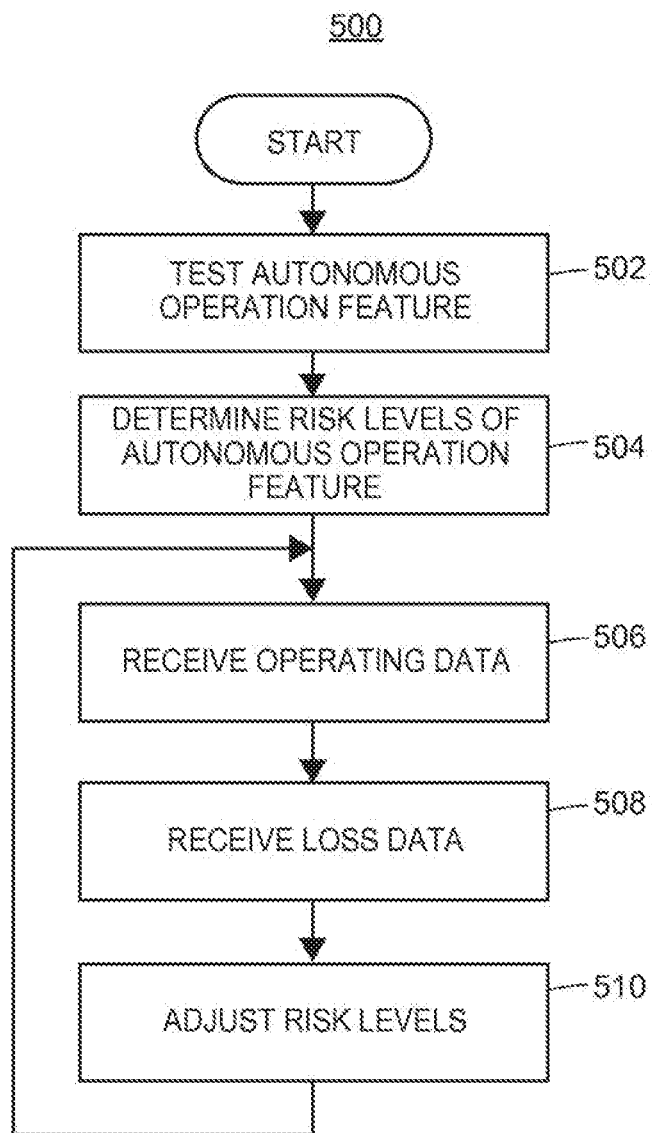 500
START
TEST AUTONOMOUS
OPERATION FEATURE
502
DETERMINE RISK LEVELS OF
AUTONOMOUS OPERATION
FEATURE
504
RECEIVE OPERATING DATA
506
RECEIVE LOSS DATA
508
ADJUST RISK LEVELS
510